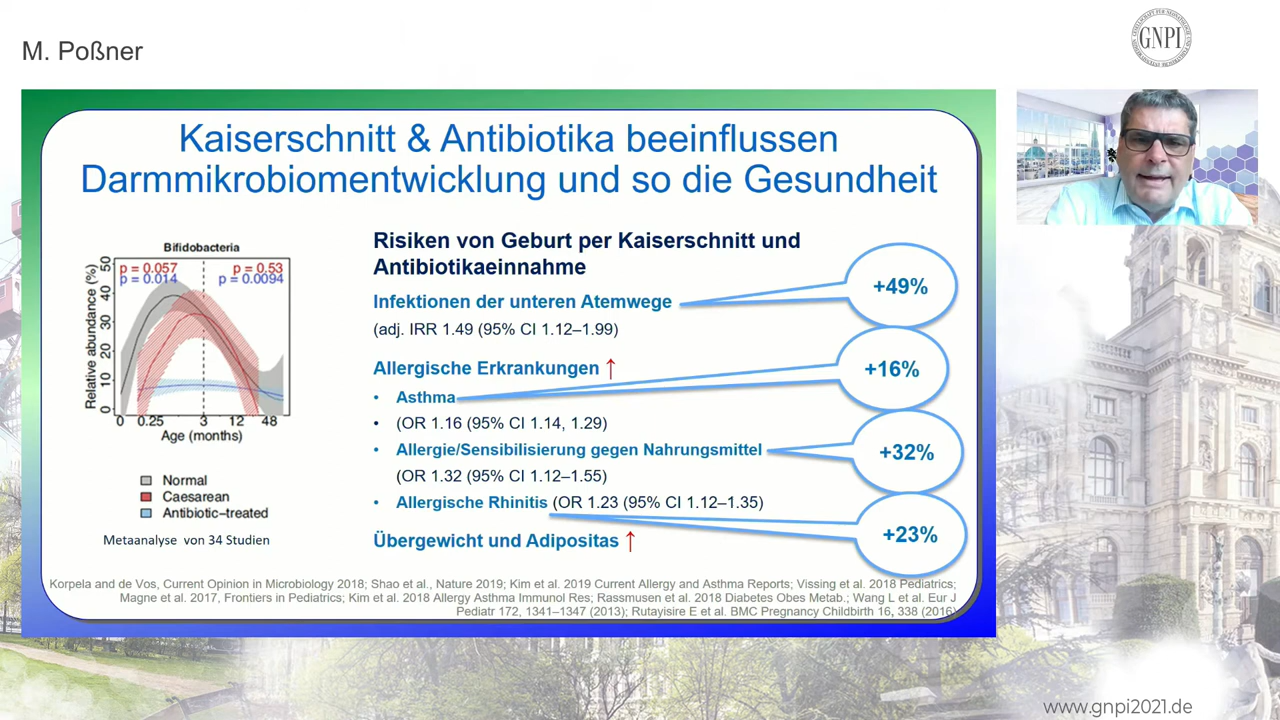 M. Poßner
GNPI
Kaiserschnitt & Antibiotika beeinflussen
Darmmikrobiomentwicklung und so die Gesundheit
Bifidobacteria
p = 0.057
p = 0.53
p = 0.014
p = 0.0094
Relative abundance (%)
50
40
30
20
10
0
0 0.25 3 12 48
Age (months)
Normal
Caesarean
Antibiotic–treated
Metaanalyse von 34 Studien
Risiken von Geburt per Kaiserschnitt und
Antibiotikaeinnahme
Infektionen der unteren Atemwege
+49%
(adj. IRR 1.49 (95% CI 1.12–1.99)
Allergische Erkrankungen ↑
+16%
• Asthma
• (OR 1.16 (95% CI 1.14, 1.29)
• Allergie/Sensibilisierung gegen Nahrungsmittel
+32%
(OR 1.32 (95% CI 1.12–1.55)
• Allergische Rhinitis (OR 1.23 (95% CI 1.12–1.35)
+23%
Übergewicht und Adipositas ↑
Korpela and de Vos, Current Opinion in Microbiology 2018; Shao et al., Nature 2019; Kim et al. 2019 Current Allergy and Asthma Reports; Vissing et al. 2018 Pediatrics;
Magne et al. 2017, Frontiers in Pediatrics; Kim et al. 2018 Allergy Asthma Immunol Res; Rassmusen et al. 2018 Diabetes Obes Metab.; Wang L et al. Eur J
Pediatr 172, 1341–1347 (2013); Rutayisire E et al. BMC Pregnancy Childbirth 16, 338 (2016)
www.gnpi2021.de